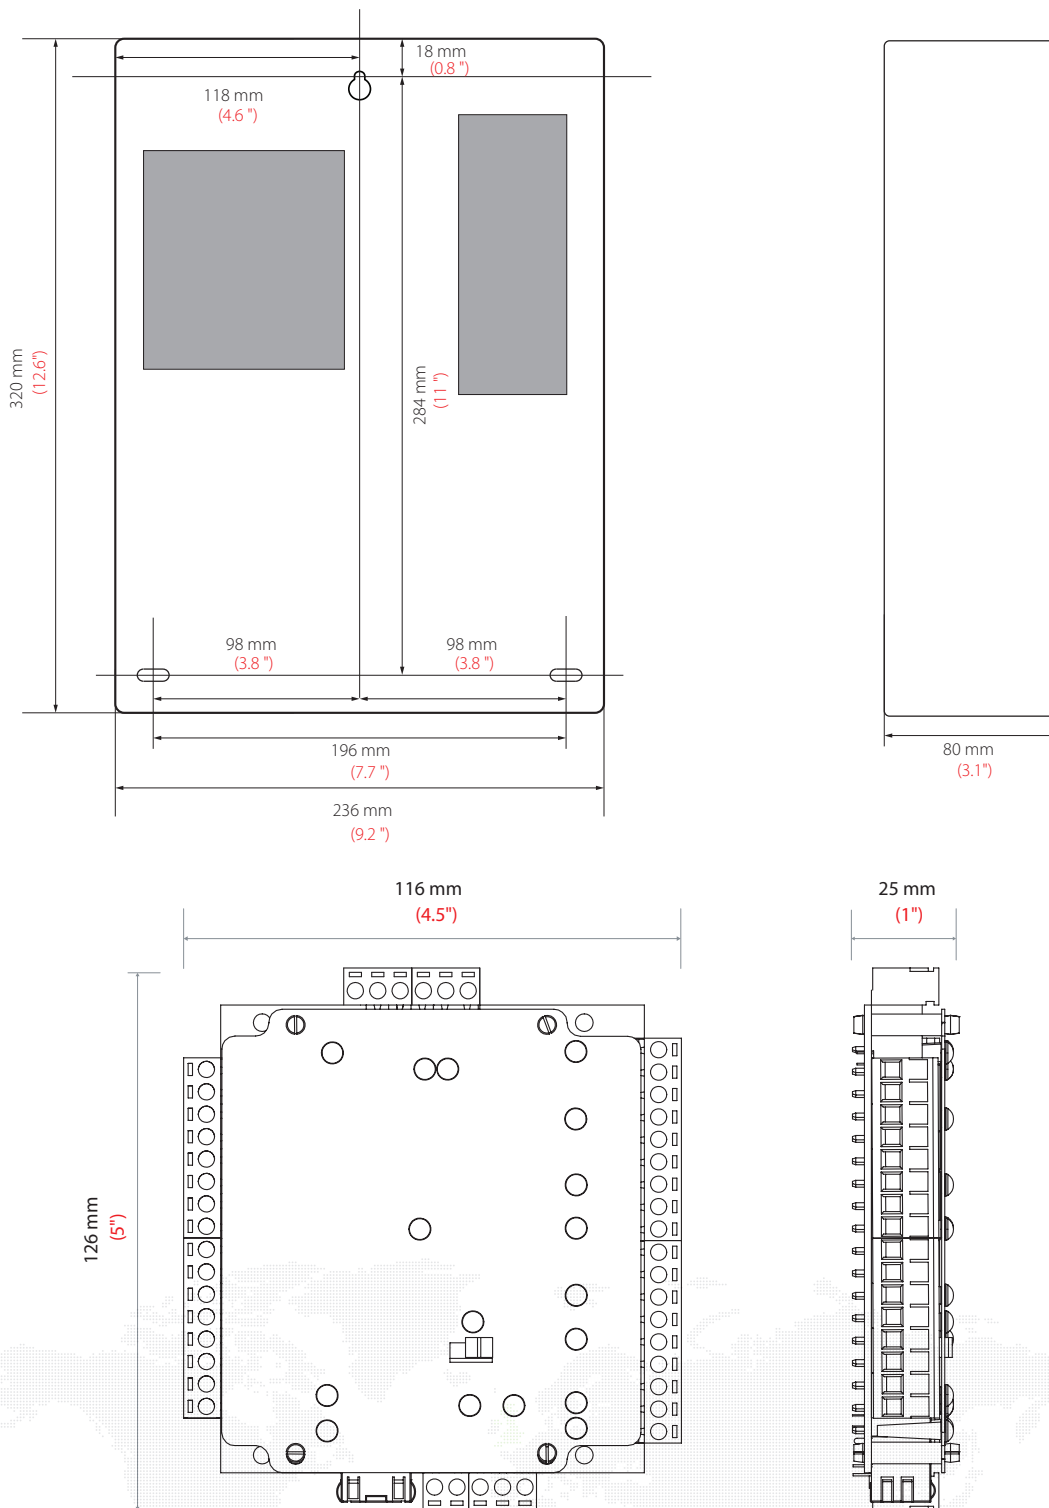 18 mm
(0.8 ")
118 mm
(4.6 ")
320 mm
(12.6")
284 mm
(11 ")
98 mm
(3.8 ")
98 mm
(3.8 ")
196 mm
(7.7 ")
236 mm
(9.2 ")
80 mm
(3.1")
116 mm
(4.5")
25 mm
(1")
126 mm
(5")